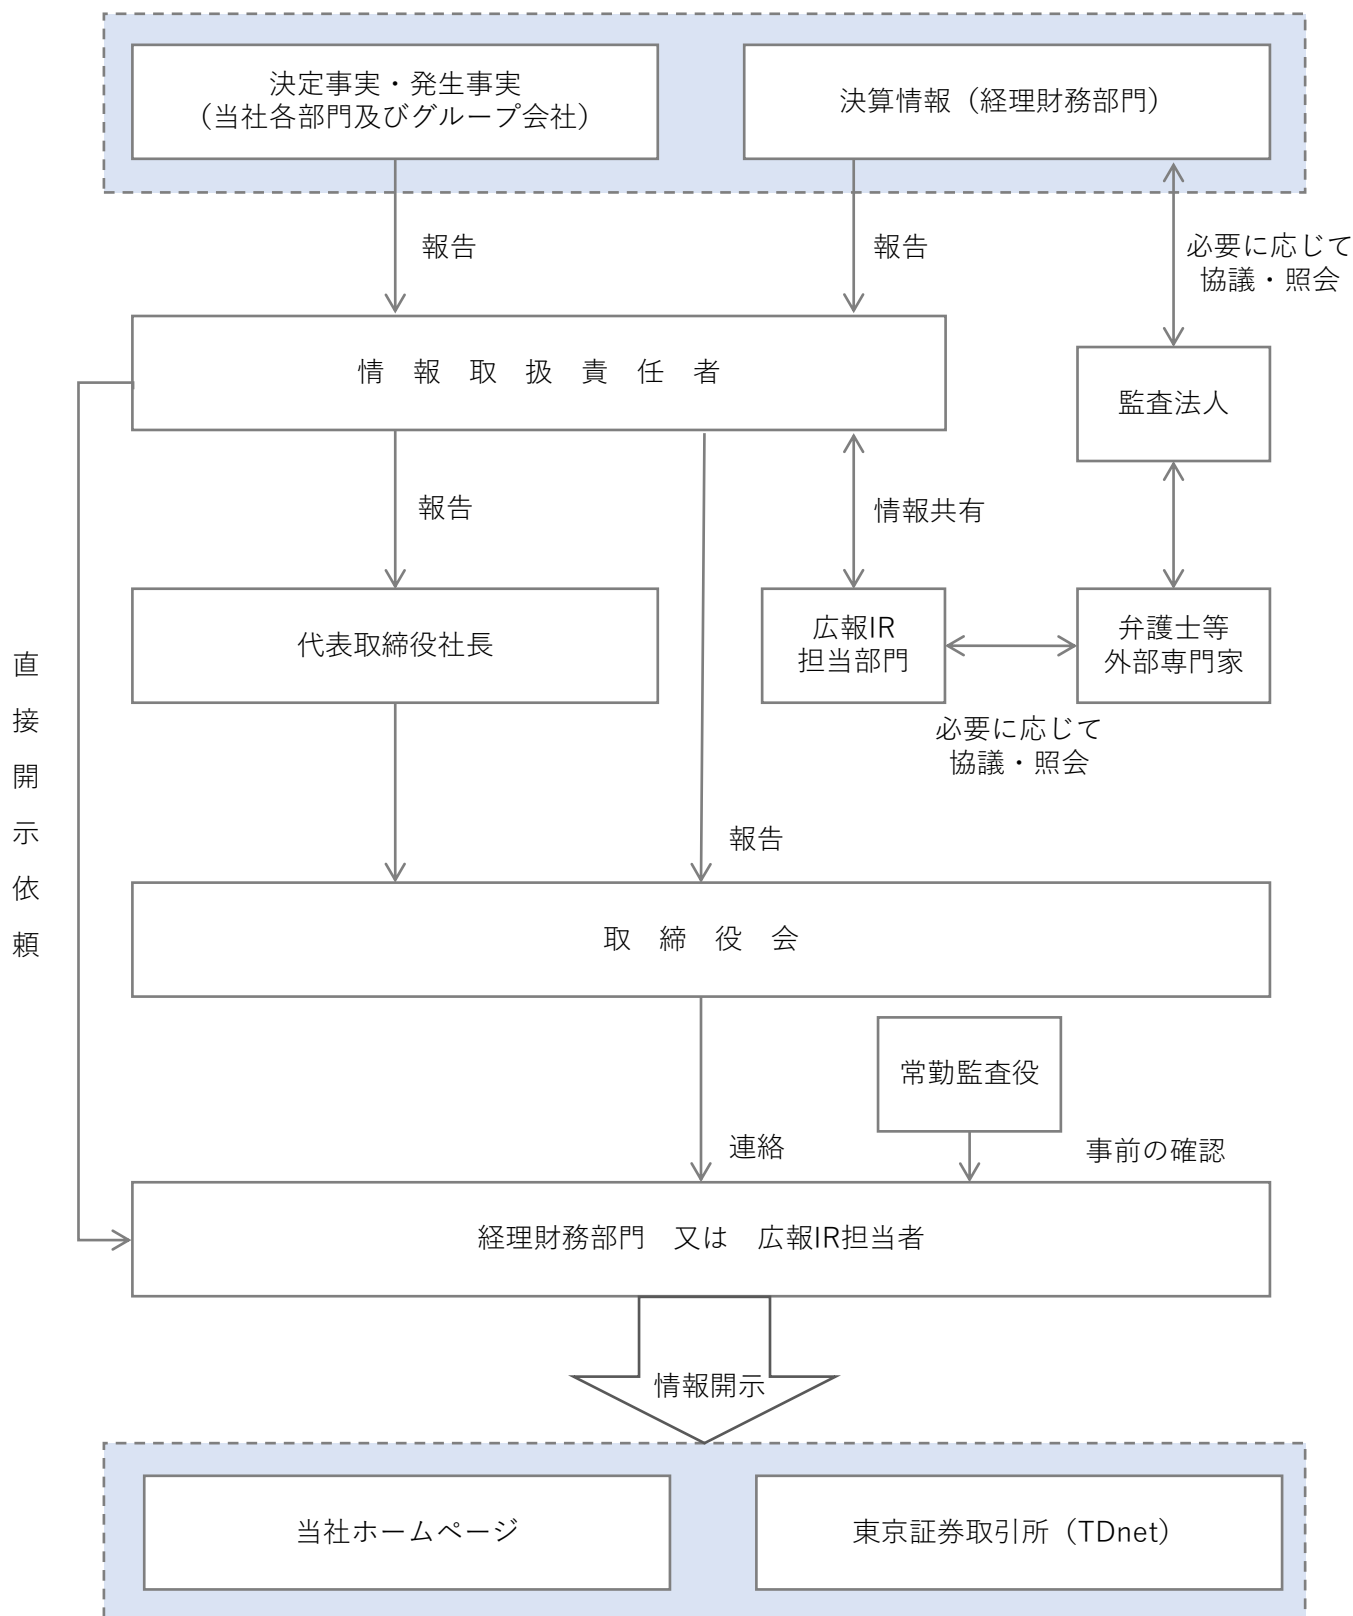 決定事実・発生事実
（当社各部門及びグループ会社）
決算情報（経理財務部門）
報告
報告
必要に応じて
協議・照会
情　報　取　扱　責　任　者
監査法人
報告
情報共有
代表取締役社長
広報IR
担当部門
弁護士等
外部専門家
必要に応じて
協議・照会
直接開示依頼
報告
取　締　役　会
常勤監査役
連絡
事前の確認
経理財務部門　又は　広報IR担当者
情報開示
当社ホームページ
東京証券取引所（TDnet）